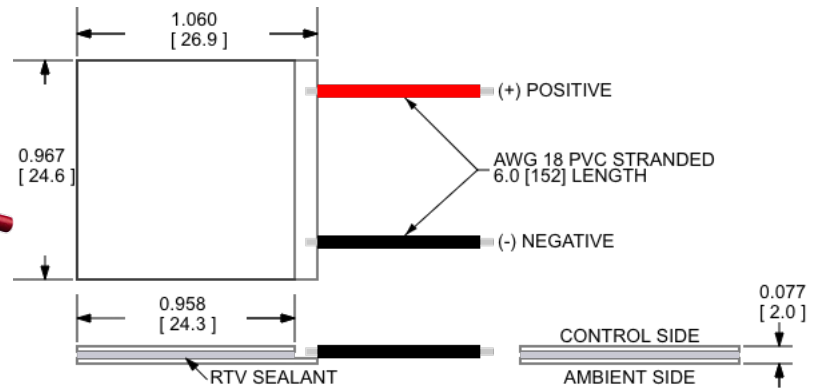 1.060
[ 26.9 ]
(+) POSITIVE
0.967
[ 24.6 ]
AWG 18 PVC STRANDED
6.0 [152] LENGTH
(-) NEGATIVE
0.958
[ 24.3 ]
0.077
[ 2.0 ]
CONTROL SIDE
RTV SEALANT
AMBIENT SIDE